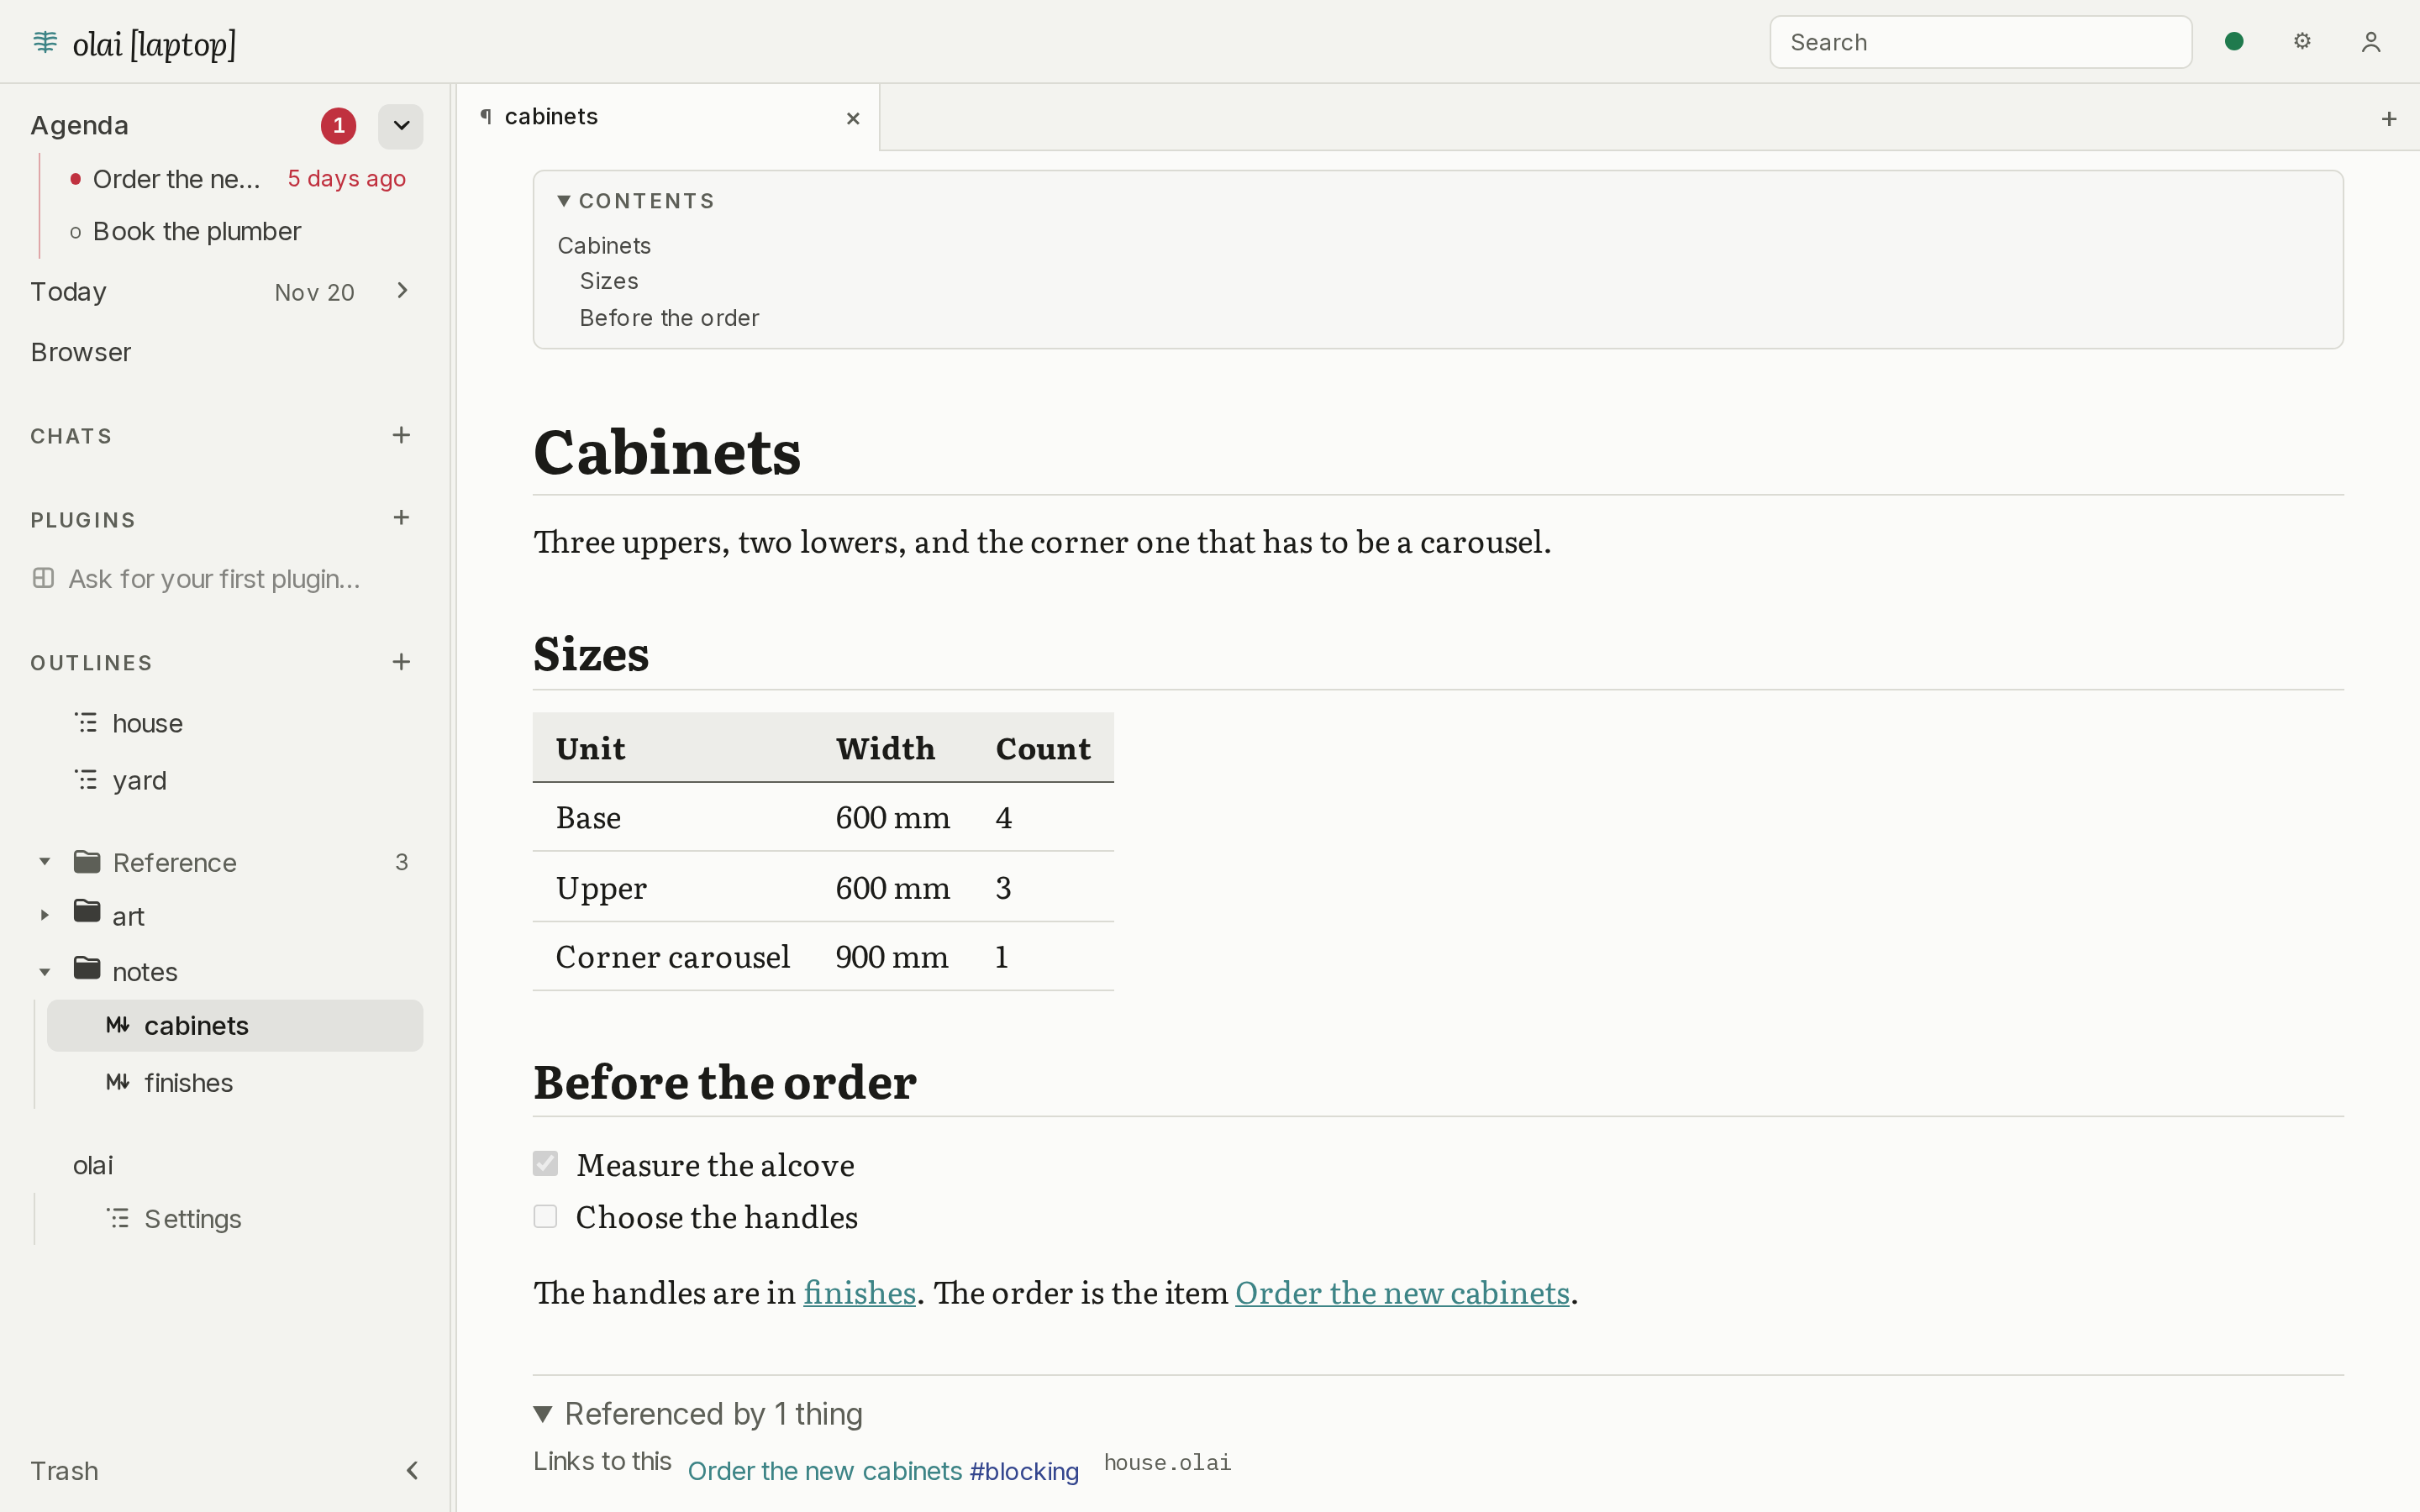 olai [laptop]
Search
Agenda 1
Order the ne... 5 days ago
Book the plumber
Today Nov 20
Browser
CHATS +
PLUGINS +
Ask for your first plugin...
OUTLINES +
house
yard
Reference 3
art
notes
cabinets
finishes
olai
Settings
Trash
¶ cabinets × +
CONTENTS
Cabinets
Sizes
Before the order
Cabinets
Three uppers, two lowers, and the corner one that has to be a carousel.
Sizes
Unit Width Count
Base 600 mm 4
Upper 600 mm 3
Corner carousel 900 mm 1
Before the order
Measure the alcove
Choose the handles
The handles are in finishes. The order is the item Order the new cabinets.
Referenced by 1 thing
Links to this Order the new cabinets #blocking house.olai